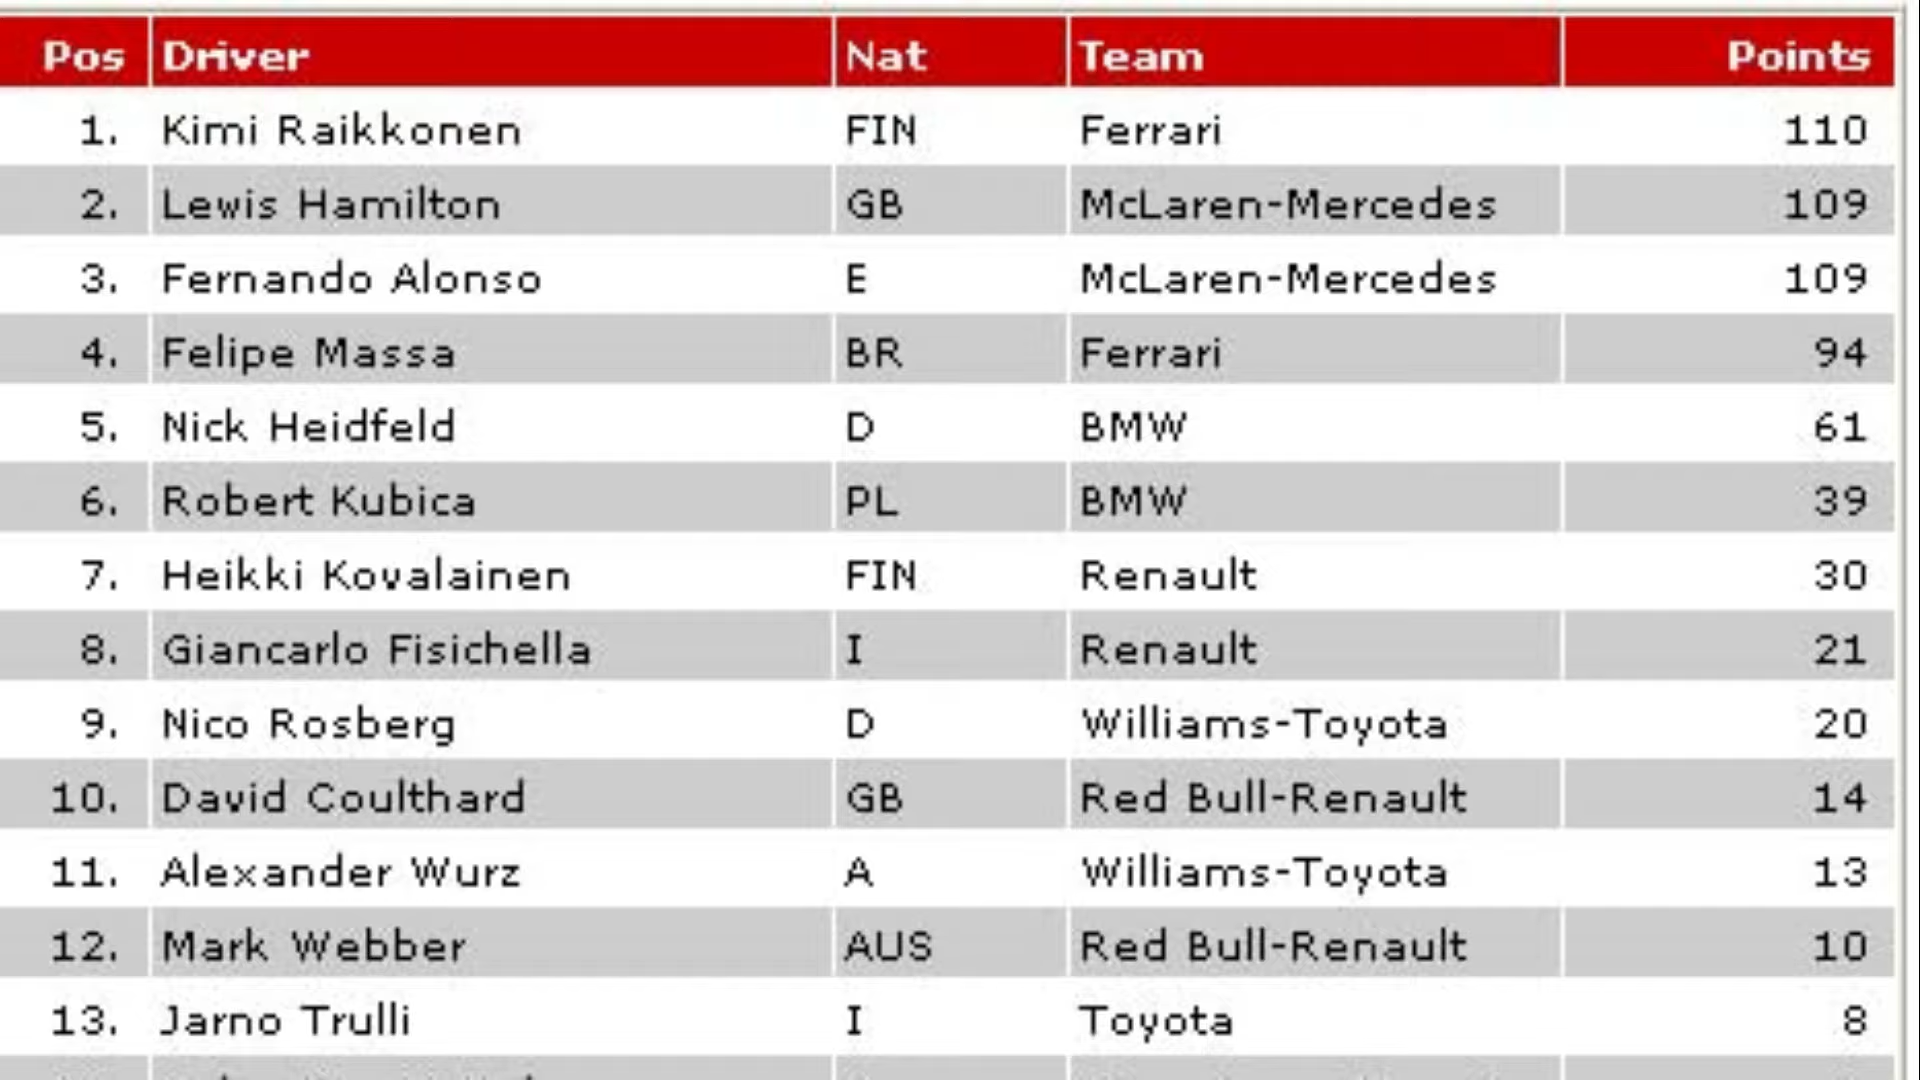 Pos Driver Nat Team Points
1. Kimi Raikkonen FIN Ferrari 110
2. Lewis Hamilton GB McLaren-Mercedes 109
3. Fernando Alonso E McLaren-Mercedes 109
4. Felipe Massa BR Ferrari 94
5. Nick Heidfeld D BMW 61
6. Robert Kubica PL BMW 39
7. Heikki Kovalainen FIN Renault 30
8. Giancarlo Fisichella I Renault 21
9. Nico Rosberg D Williams-Toyota 20
10. David Coulthard GB Red Bull-Renault 14
11. Alexander Wurz A Williams-Toyota 13
12. Mark Webber AUS Red Bull-Renault 10
13. Jarno Trulli I Toyota 8